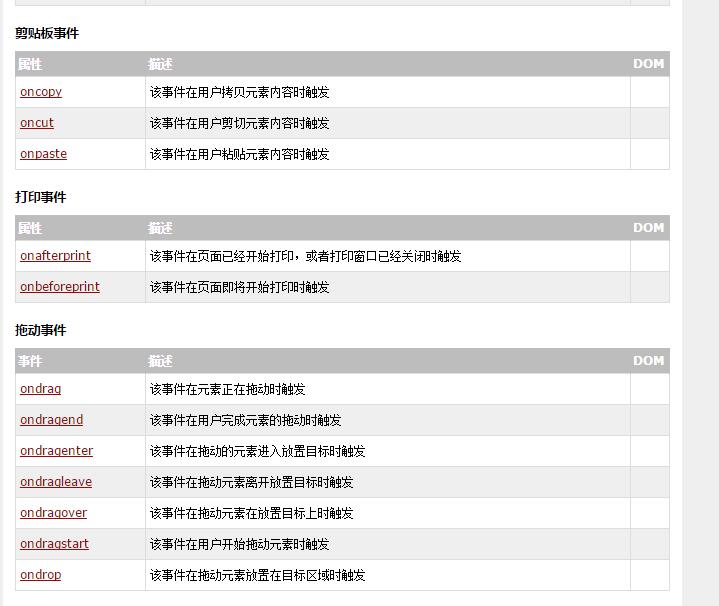 剪贴板事件
属性 描述 DOM
oncopy 该事件在用户拷贝元素内容时触发
oncut 该事件在用户剪切元素内容时触发
onpaste 该事件在用户粘贴元素内容时触发
打印事件
属性 描述 DOM
onafterprint 该事件在页面已经开始打印，或者打印窗口已经关闭时触发
onbeforeprint 该事件在页面即将开始打印时触发
拖动事件
事件 描述 DOM
ondrag 该事件在元素正在拖动时触发
ondragend 该事件在用户完成元素的拖动时触发
ondragenter 该事件在拖动的元素进入放置目标时触发
ondragleave 该事件在拖动元素离开放置目标时触发
ondragover 该事件在拖动元素在放置目标上时触发
ondragstart 该事件在用户开始拖动元素时触发
ondrop 该事件在拖动元素放置在目标区域时触发